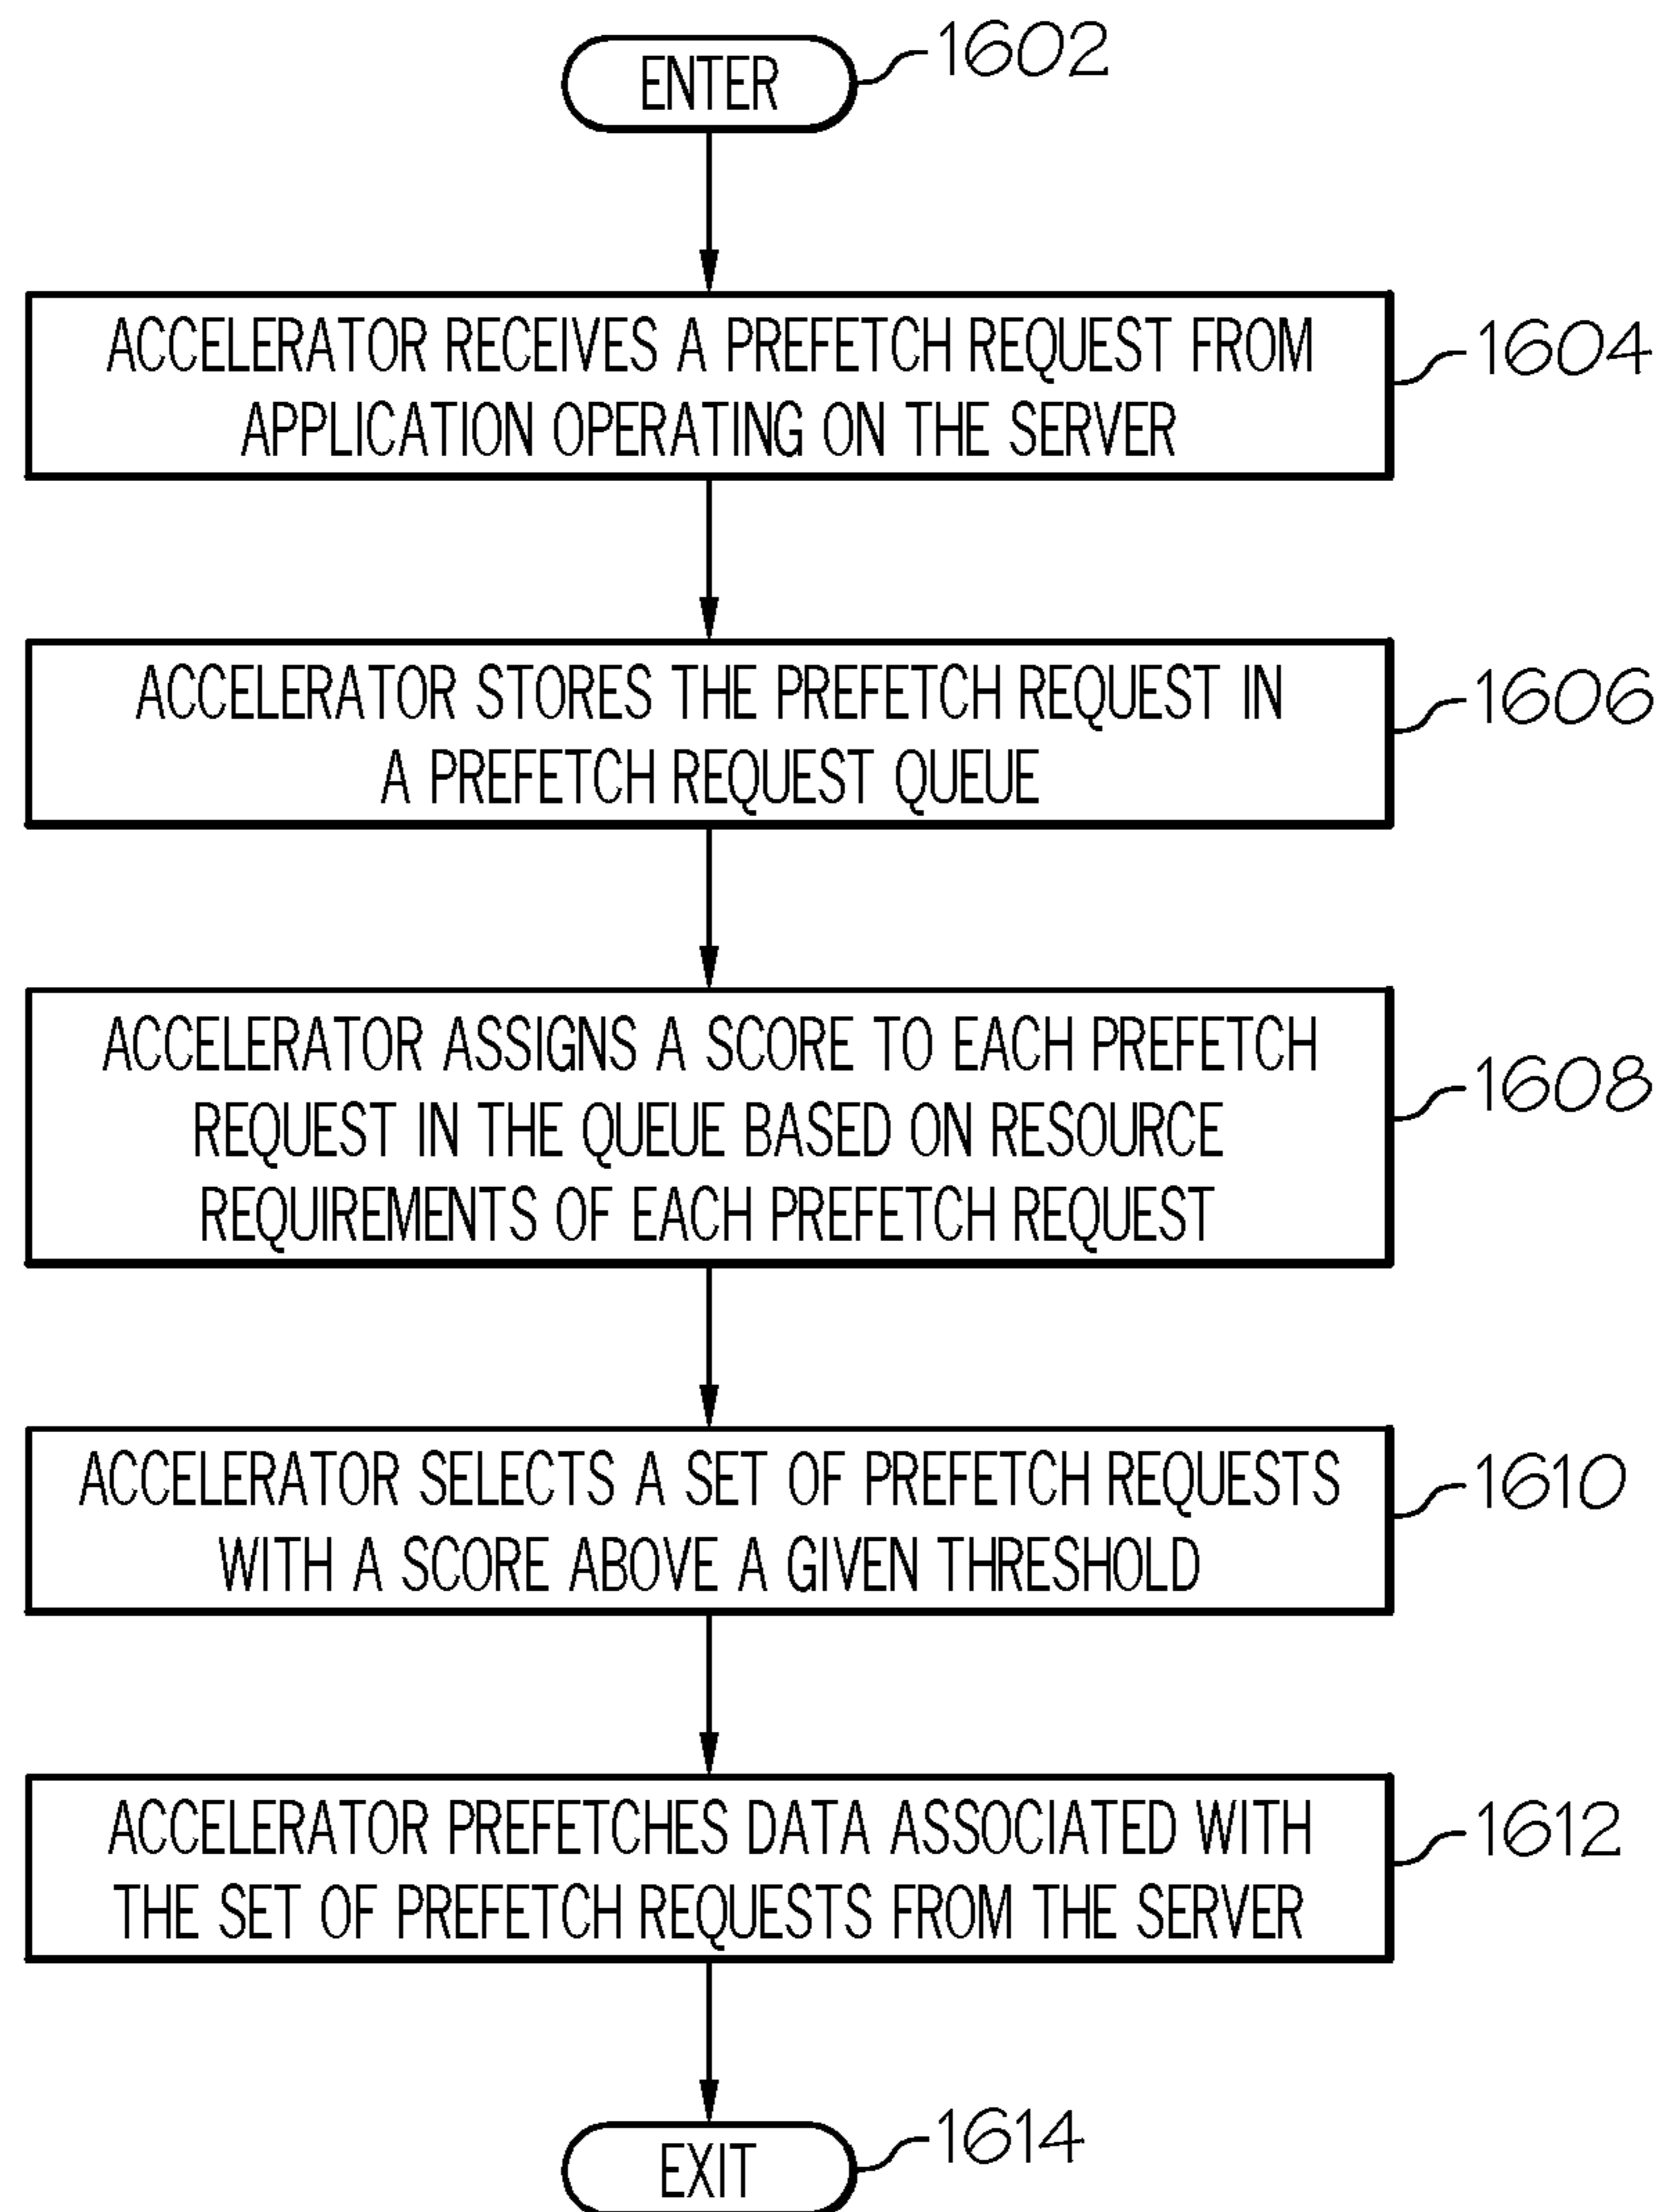 ENTER
1602
ACCELERATOR RECEIVES A PREFETCH REQUEST FROM
APPLICATION OPERATING ON THE SERVER
1604
ACCELERATOR STORES THE PREFETCH REQUEST IN
A PREFETCH REQUEST QUEUE
1606
ACCELERATOR ASSIGNS A SCORE TO EACH PREFETCH
REQUEST IN THE QUEUE BASED ON RESOURCE
REQUIREMENTS OF EACH PREFETCH REQUEST
1608
ACCELERATOR SELECTS A SET OF PREFETCH REQUESTS
WITH A SCORE ABOVE A GIVEN THRESHOLD
1610
ACCELERATOR PREFETCHES DATA ASSOCIATED WITH
THE SET OF PREFETCH REQUESTS FROM THE SERVER
1612
EXIT
1614